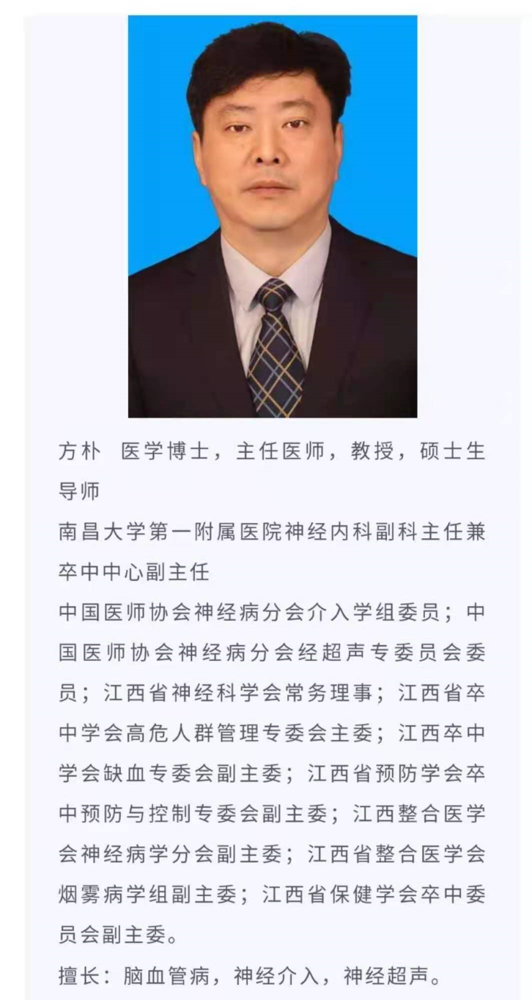 方朴 医学博士，主任医师，教授，硕士生
导师
南昌大学第一附属医院神经内科副科主任兼
卒中中心副主任
中国医师协会神经病分会介入学组委员；中
国医师协会神经病分会经超声专委员会委
员；江西省神经科学会常务理事；江西省卒
中学会高危人群管理专委会主委；江西卒中
学会缺血专委会副主委；江西省预防学会卒
中预防与控制专委会副主委；江西整合医学
会神经病学分会副主委；江西省整合医学会
烟雾病学组副主委；江西省保健学会卒中委
员会副主委。
擅长：脑血管病，神经介入，神经超声。